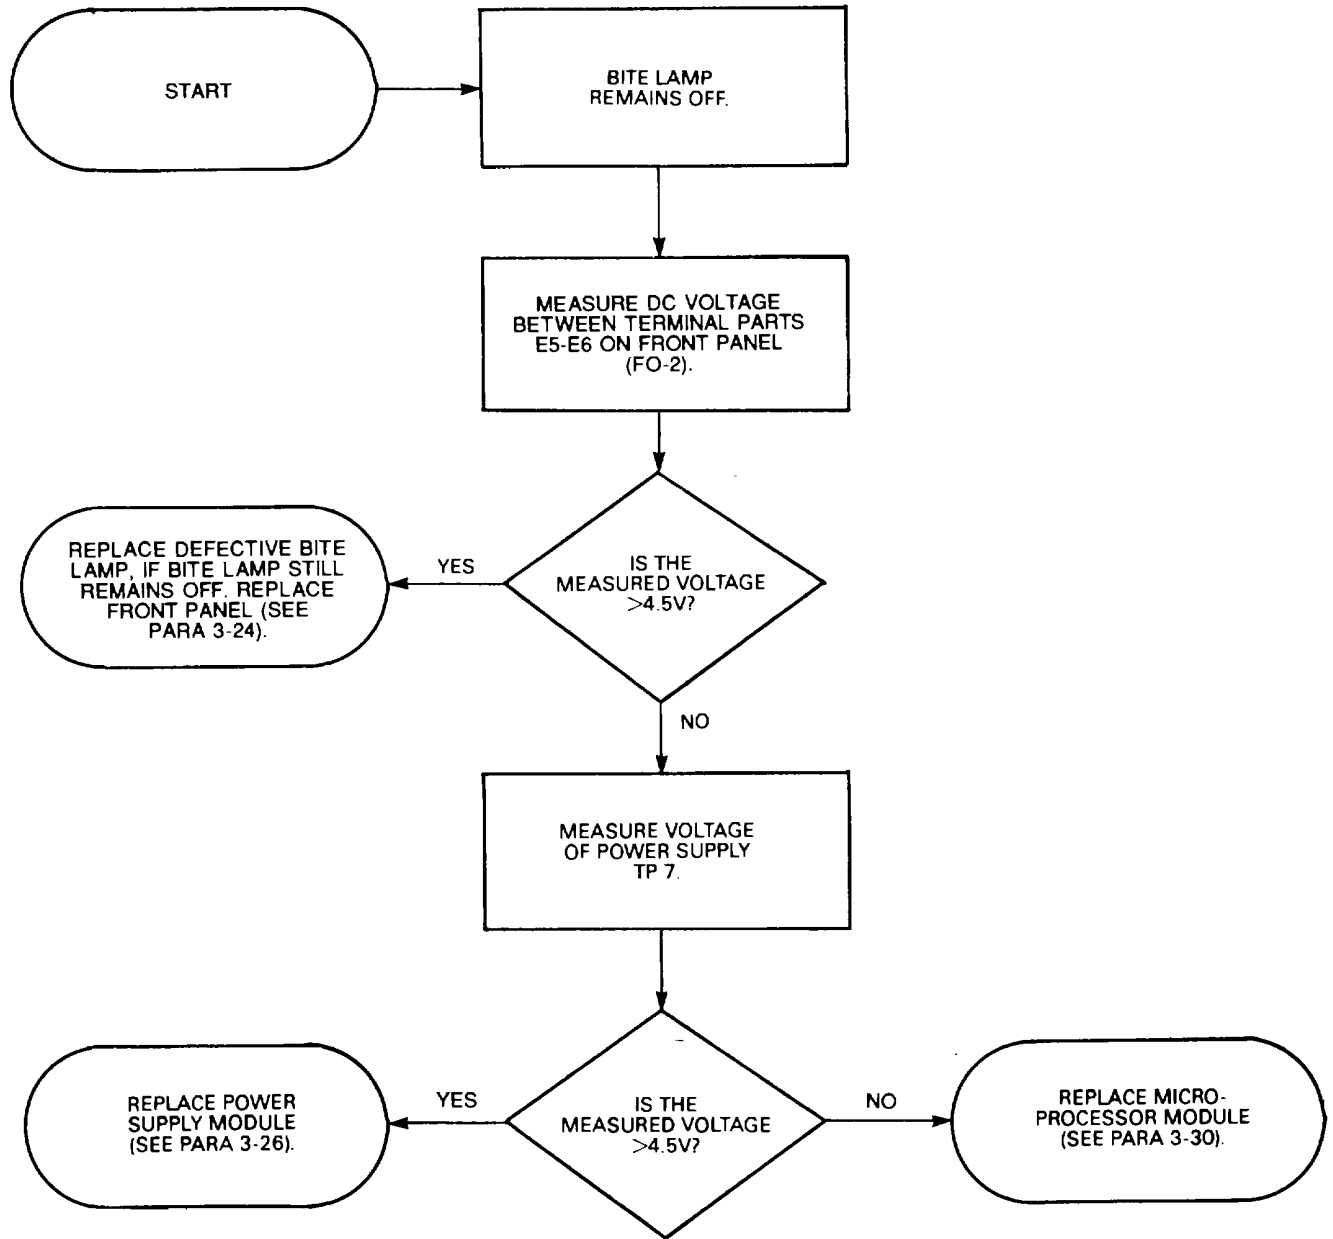 START
BITE LAMP
REMAINS OFF.
MEASURE DC VOLTAGE
BETWEEN TERMINAL PARTS
E5-E6 ON FRONT PANEL
(FO-2).
REPLACE DEFECTIVE BITE
LAMP, IF BITE LAMP STILL
REMAINS OFF. REPLACE
FRONT PANEL (SEE
PARA 3-24).
YES
IS THE
MEASURED VOLTAGE
>4.5V?
NO
MEASURE VOLTAGE
OF POWER SUPPLY
TP 7.
REPLACE POWER
SUPPLY MODULE
(SEE PARA 3-26).
YES
IS THE
MEASURED VOLTAGE
>4.5V?
NO
REPLACE MICRO-
PROCESSOR MODULE
(SEE PARA 3-30).